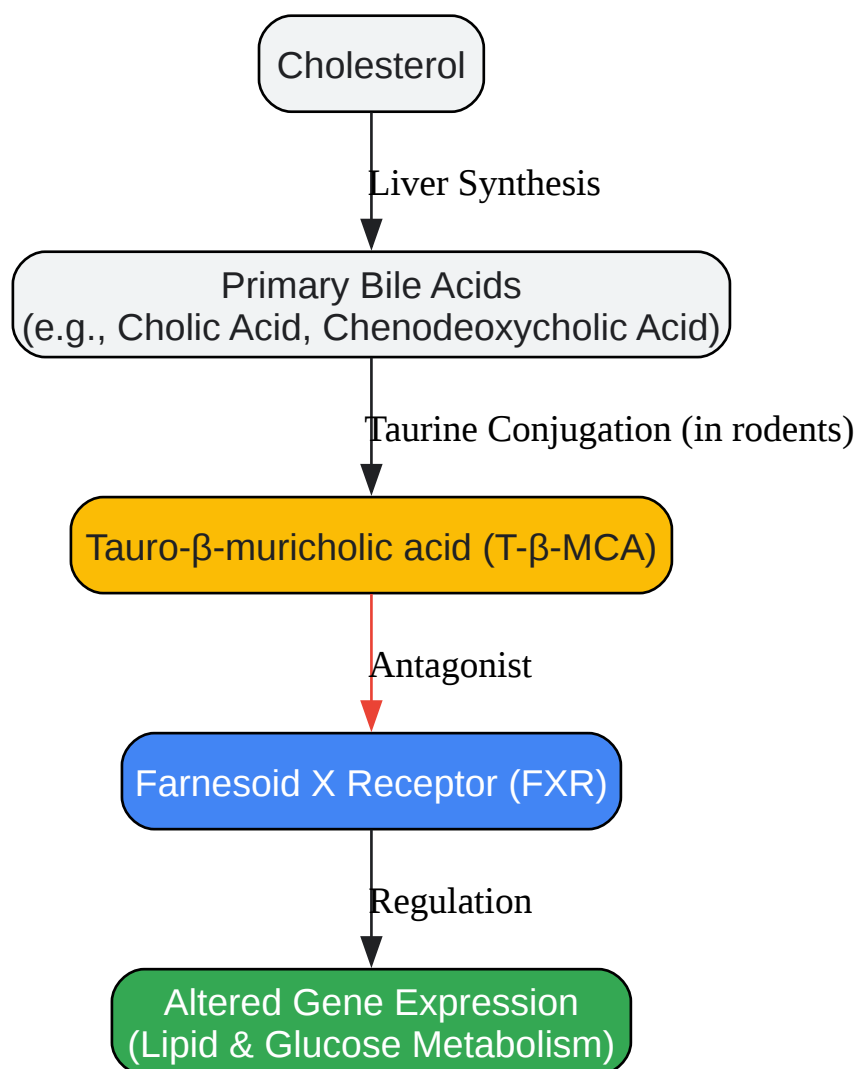 Cholesterol
Liver Synthesis
Primary Bile Acids
(e.g., Cholic Acid, Chenodeoxycholic Acid)
Taurine Conjugation (in rodents)
Tauro-β-muricholic acid (T-β-MCA)
Antagonist
Farnesoid X Receptor (FXR)
Regulation
Altered Gene Expression
(Lipid & Glucose Metabolism)